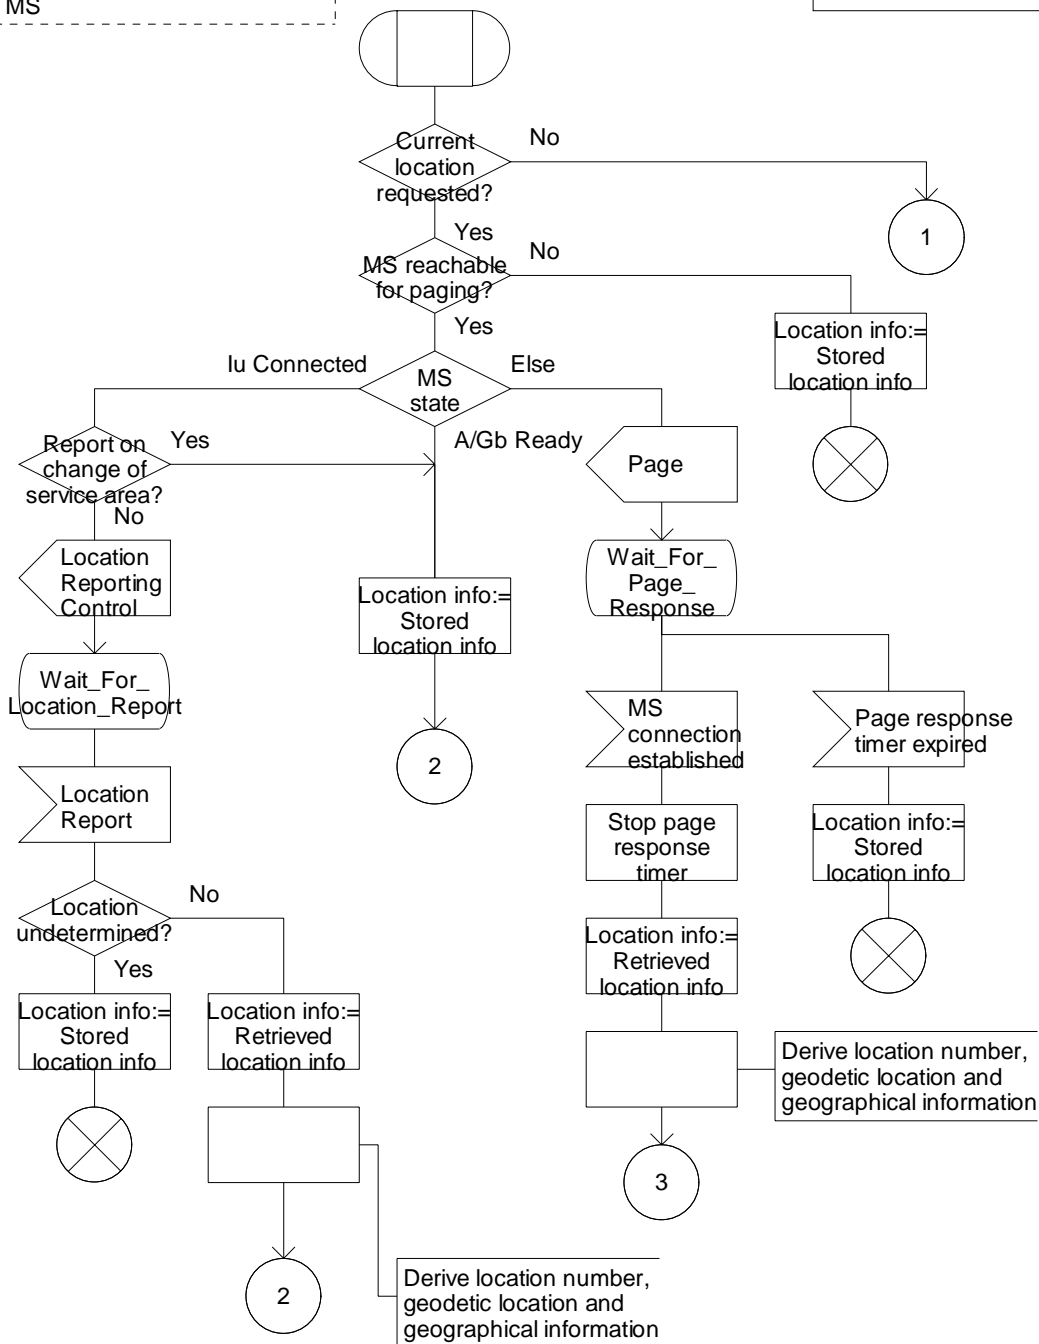 MS
Current
location
requested?
No
1
Yes
MS reachable
for paging?
No
Yes
Location info:=
Stored
location info
Iu Connected
MS
state
Else
A/Gb Ready
Report on
change of
service area?
Yes
No
Page
Location
Reporting
Control
Location info:=
Stored
location info
Wait_For_
Page_
Response
Wait_For_
Location_Report
2
MS
connection
established
Page response
timer expired
Location
Report
Stop page
response
timer
Location info:=
Stored
location info
Location
undetermined?
No
Yes
Location info:=
Retrieved
location info
Location info:=
Stored
location info
Location info:=
Retrieved
location info
Derive location number,
geodetic location and
geographical information
3
2
Derive location number,
geodetic location and
geographical information